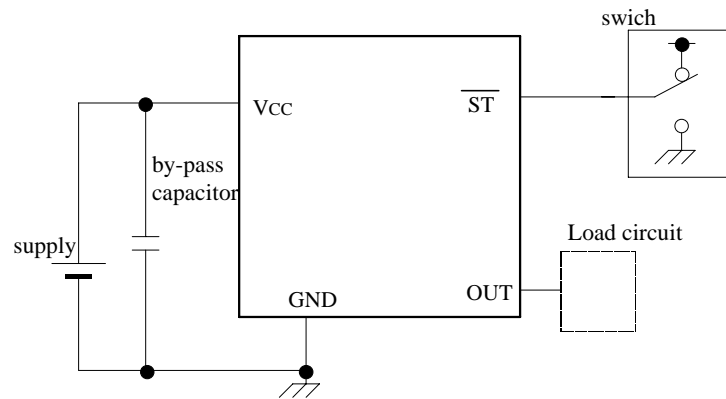 swich
VCC
ST
by-pass
capacitor
supply
Load circuit
GND
OUT